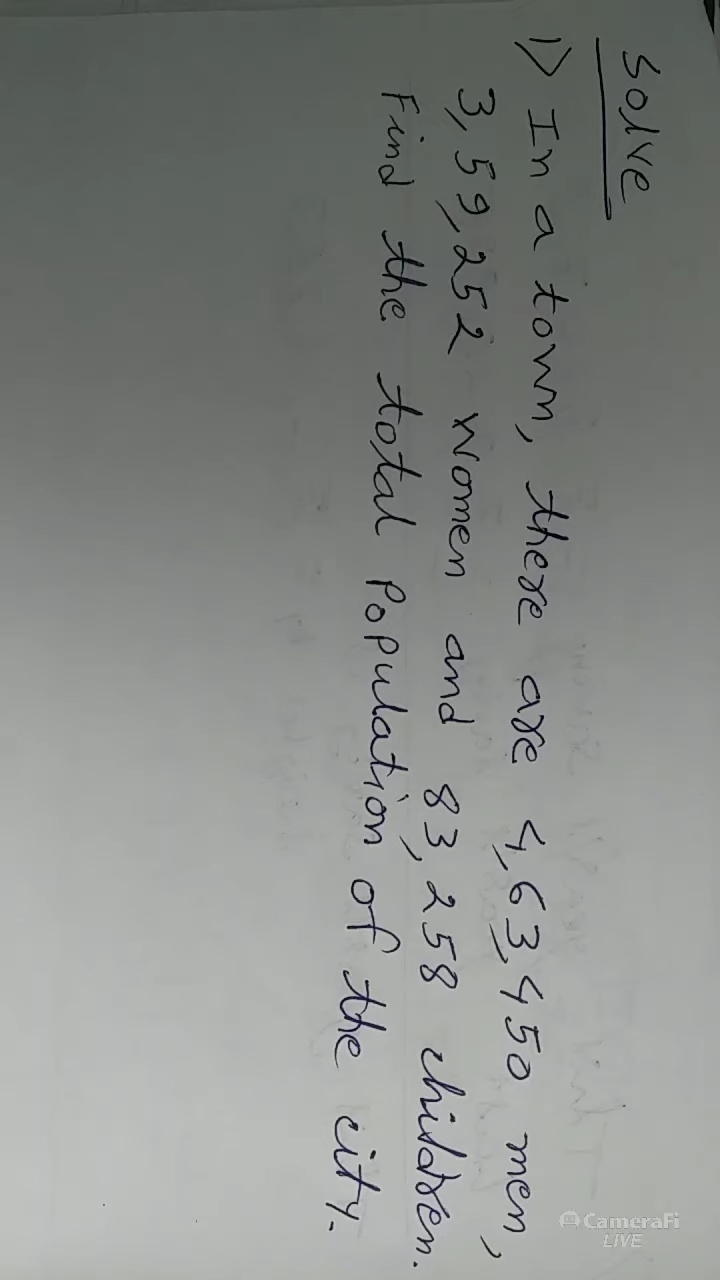 Solve
1) In a town, there are 4,63,450 men,
3,59,252 women and 83,258 children.
Find the total Population of the city.
CameraFi
LIVE